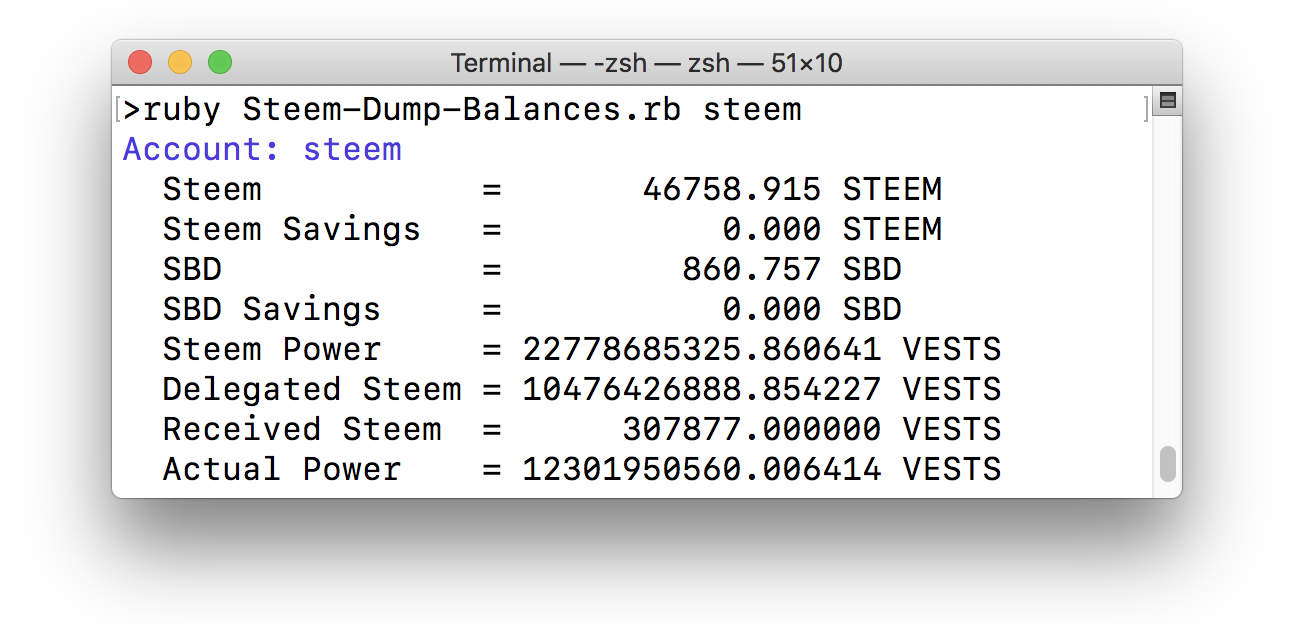 Terminal — -zsh — zsh — 51×10
[>ruby Steem-Dump-Balances.rb steem ]
Account: steem
  Steem           =       46758.915 STEEM
  Steem Savings   =           0.000 STEEM
  SBD             =         860.757 SBD
  SBD Savings     =           0.000 SBD
  Steem Power     = 22778685325.860641 VESTS
  Delegated Steem = 10476426888.854227 VESTS
  Received Steem  =      307877.000000 VESTS
  Actual Power    = 12301950560.006414 VESTS